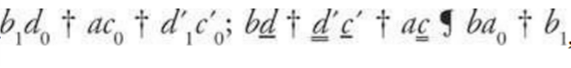 b₁d₀ † ac₀ † d′₁c′₀; bd̲ † d̳′c̲′ † ac̳ ¶ ba₀ † b₁,